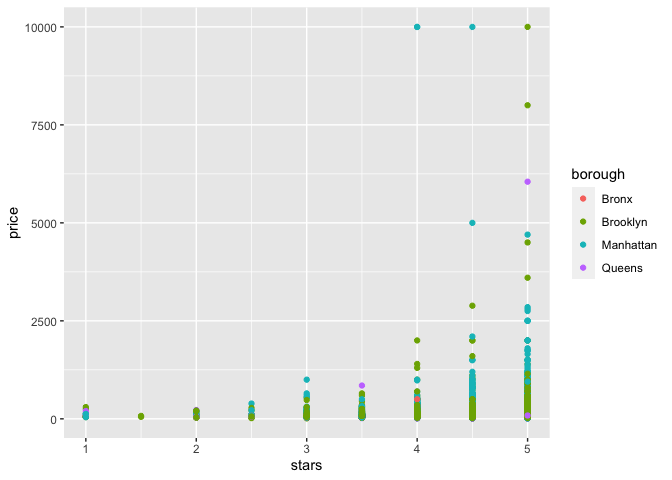 10000
7500
5000
2500
0
price
1
2
3
4
5
stars
borough
Bronx
Brooklyn
Manhattan
Queens